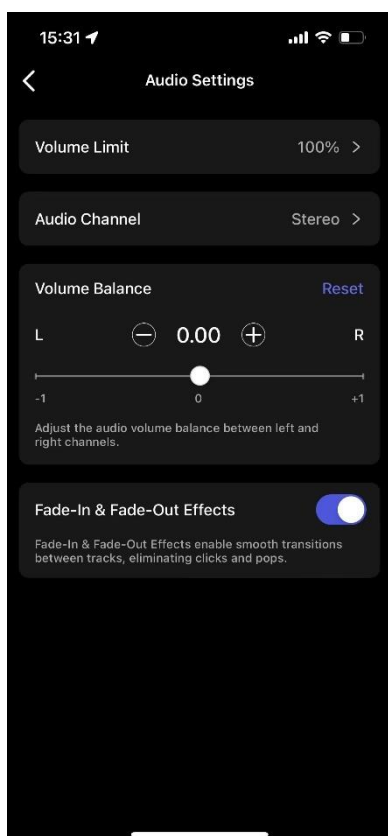 15:31
Audio Settings
Volume Limit 100%
Audio Channel Stereo
Volume Balance Reset
L 0.00 R
-1 0 +1
Adjust the audio volume balance between left and
right channels.
Fade-In & Fade-Out Effects
Fade-In & Fade-Out Effects enable smooth transitions
between tracks, eliminating clicks and pops.